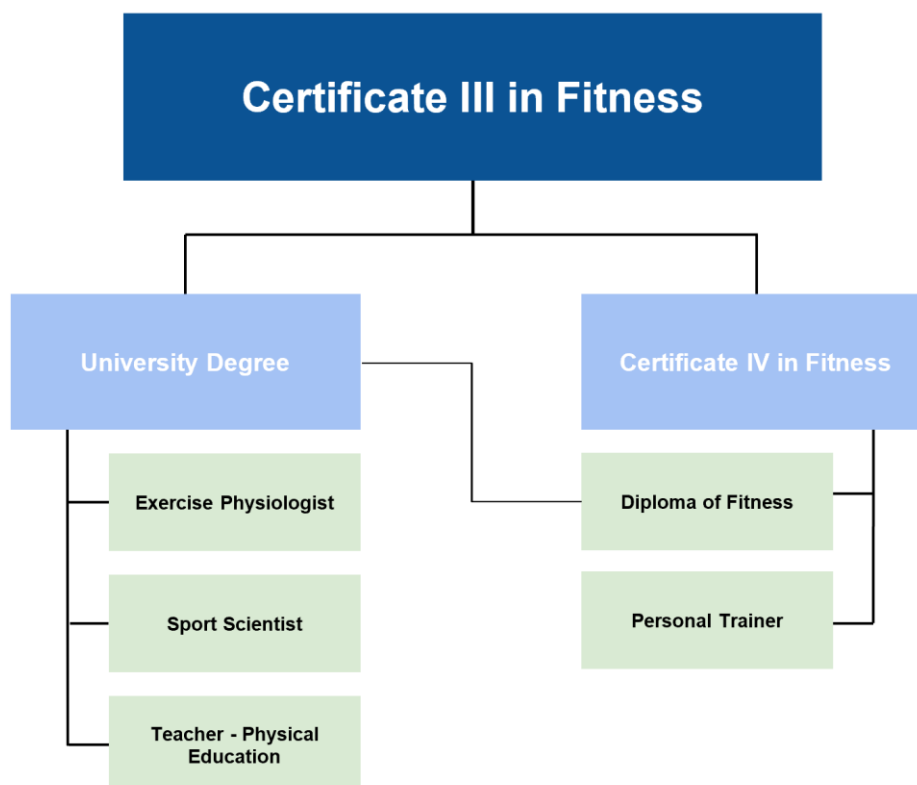 Certificate III in Fitness
University Degree
Certificate IV in Fitness
Exercise Physiologist
Diploma of Fitness
Sport Scientist
Personal Trainer
Teacher - Physical
Education